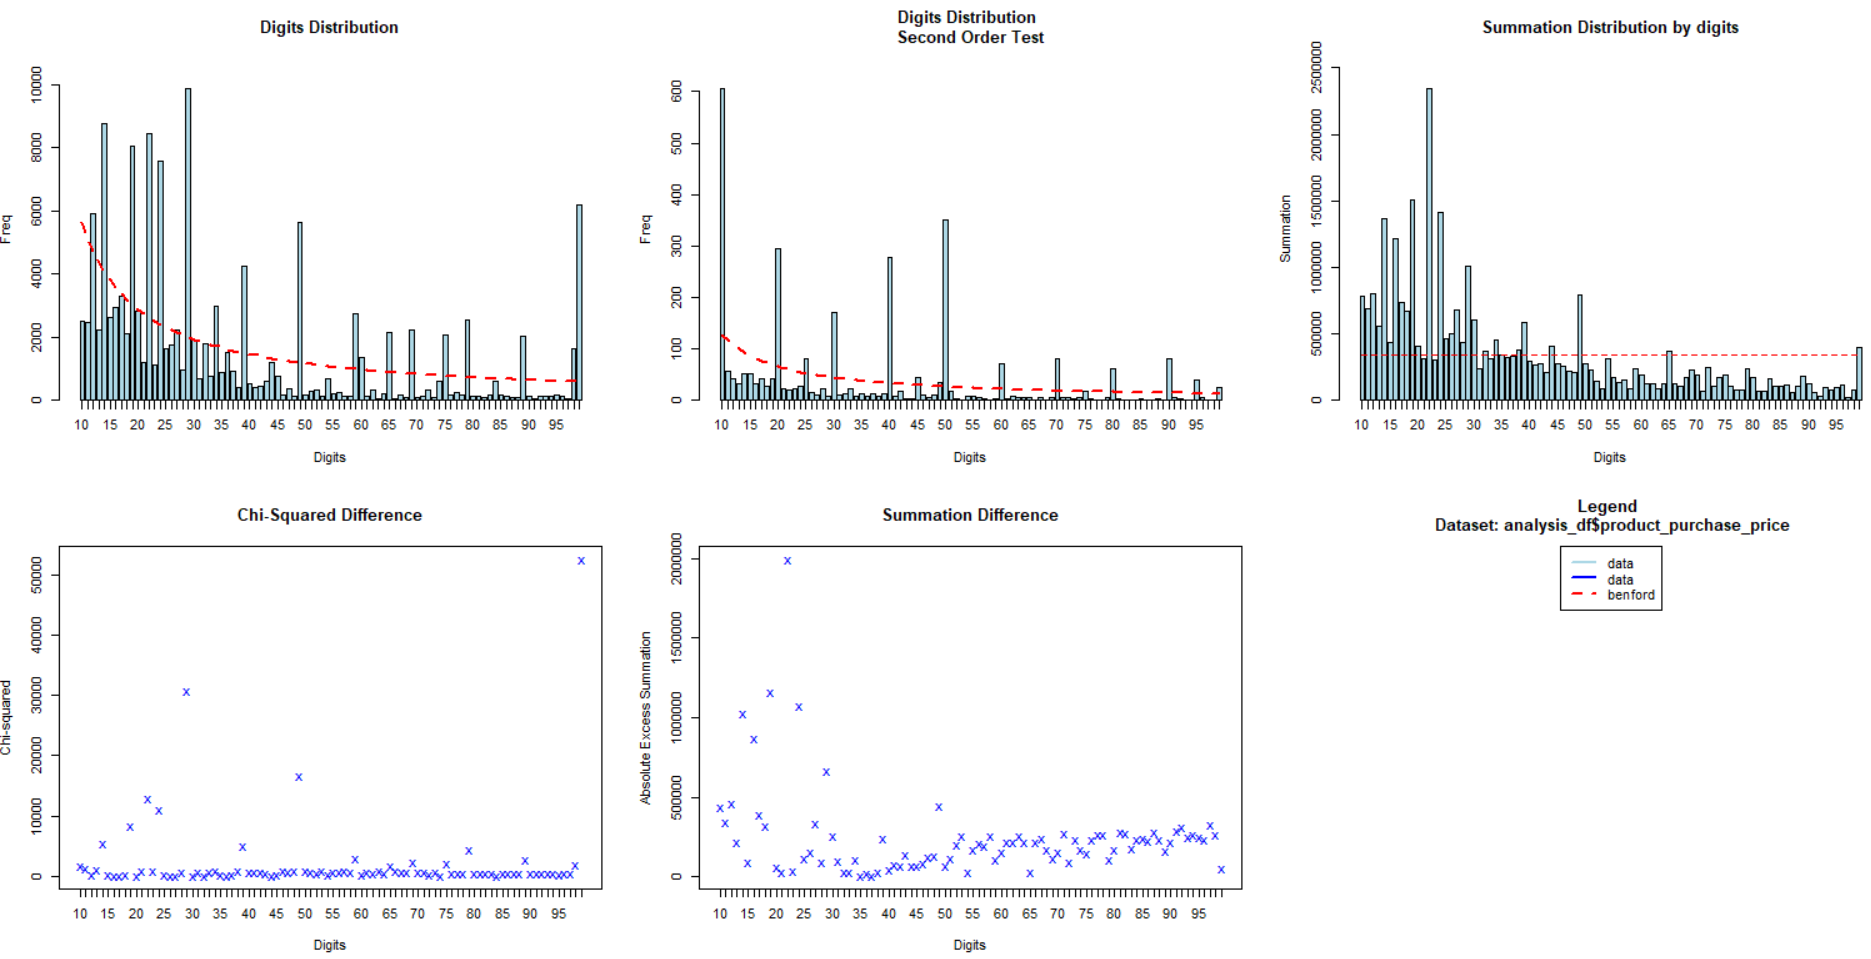 Digits Distribution
Freq
0 2000 4000 6000 8000 10000
10 15 20 25 30 35 40 45 50 55 60 65 70 75 80 85 90 95
Digits
Digits Distribution
Second Order Test
Freq
0 100 200 300 400 500 600
10 15 20 25 30 35 40 45 50 55 60 65 70 75 80 85 90 95
Digits
Summation Distribution by digits
Summation
0 500000 1000000 1500000 2000000 2500000
10 15 20 25 30 35 40 45 50 55 60 65 70 75 80 85 90 95
Digits
Chi-Squared Difference
Chi-squared
0 10000 20000 30000 40000 50000
10 15 20 25 30 35 40 45 50 55 60 65 70 75 80 85 90 95
Digits
Summation Difference
Absolute Excess Summation
0 500000 1000000 1500000 2000000
10 15 20 25 30 35 40 45 50 55 60 65 70 75 80 85 90 95
Digits
Legend
Dataset: analysis_df$product_purchase_price
data
data
benford